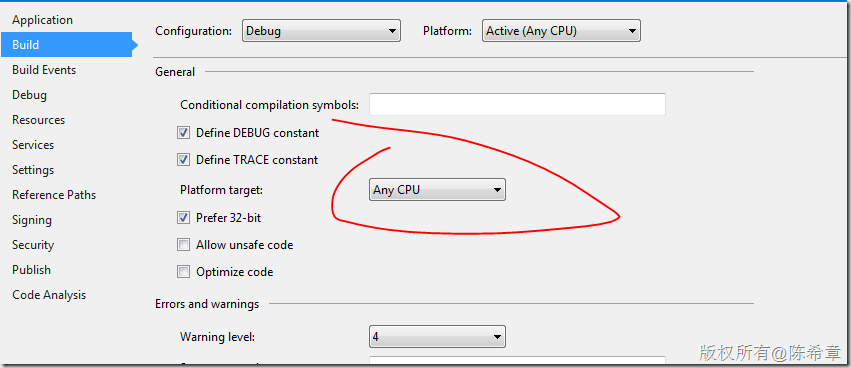 Application
Build
Build Events
Debug
Resources
Services
Settings
Reference Paths
Signing
Security
Publish
Code Analysis
Configuration: Debug Platform: Active (Any CPU)
General
Conditional compilation symbols:
Define DEBUG constant
Define TRACE constant
Platform target: Any CPU
Prefer 32-bit
Allow unsafe code
Optimize code
Errors and warnings
Warning level: 4
版权所有@陈希章